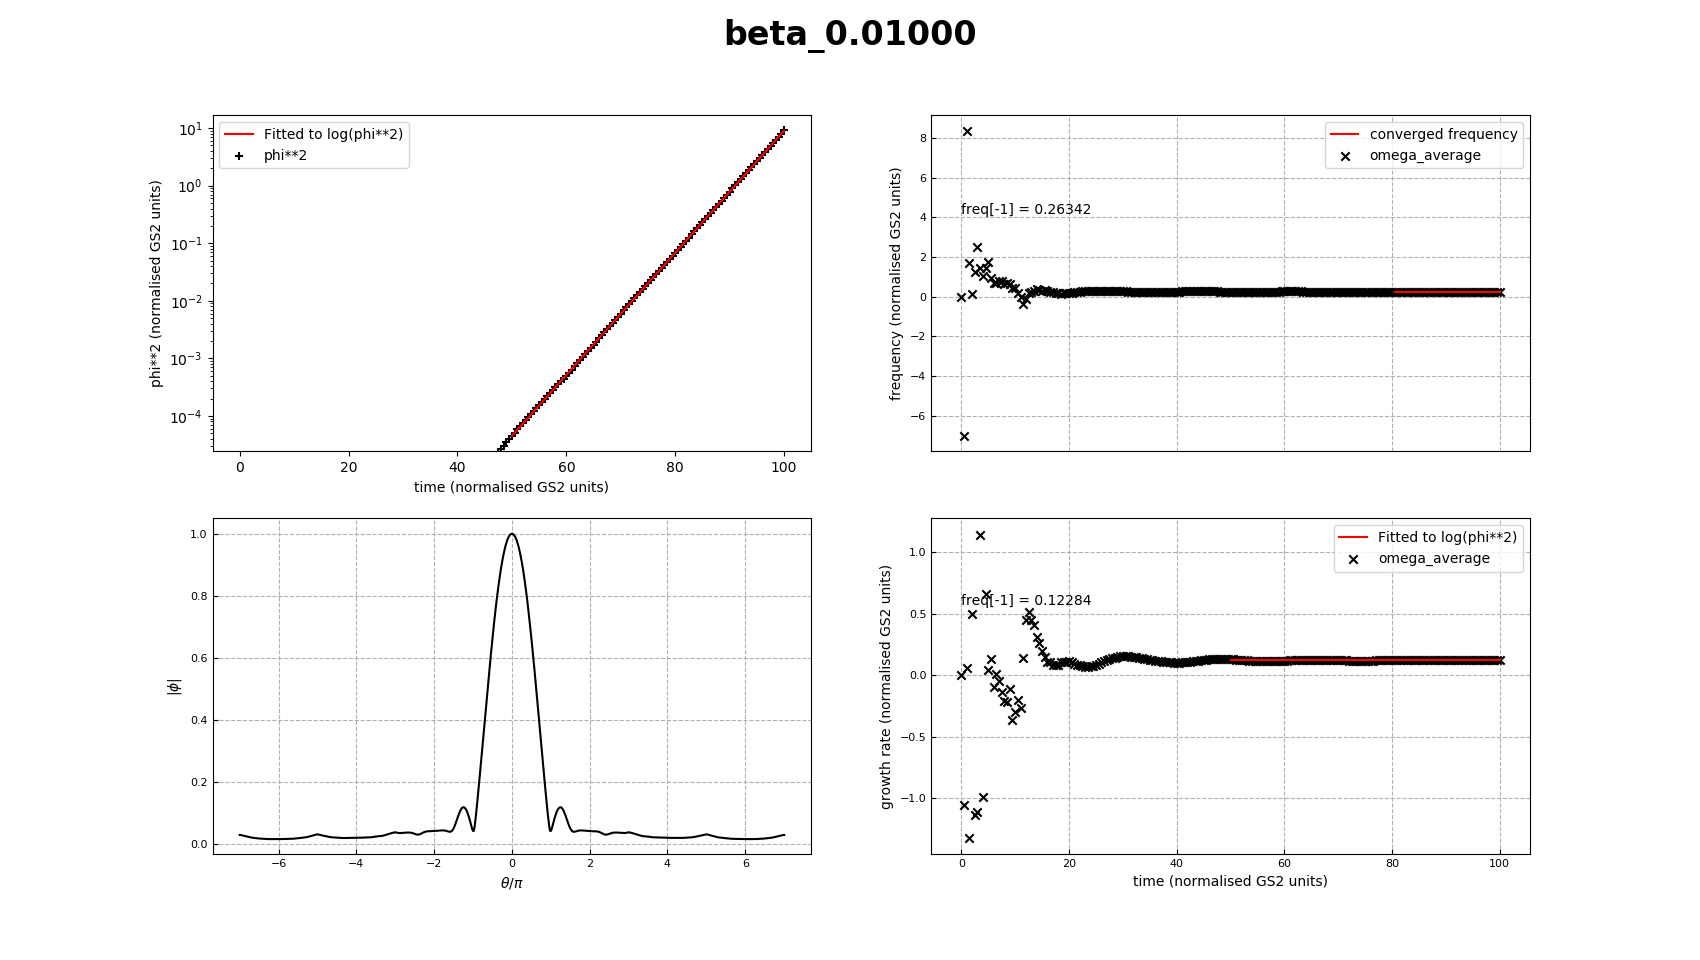 beta_0.01000
Fitted to log(phi**2)
phi**2
10¹
10⁰
10⁻¹
10⁻²
10⁻³
10⁻⁴
phi**2 (normalised GS2 units)
0 20 40 60 80 100
time (normalised GS2 units)
converged frequency
omega_average
freq[-1] = 0.26342
8
6
4
2
0
−2
−4
−6
frequency (normalised GS2 units)
1.0
0.8
0.6
0.4
0.2
0.0
|ϕ|
−6 −4 −2 0 2 4 6
θ/π
Fitted to log(phi**2)
omega_average
freq[-1] = 0.12284
1.0
0.5
0.0
−0.5
−1.0
growth rate (normalised GS2 units)
0 20 40 60 80 100
time (normalised GS2 units)